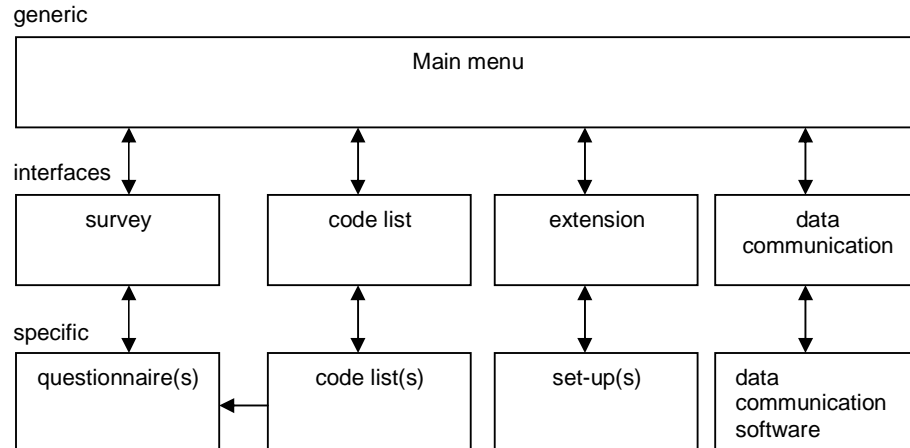 generic
Main menu
interfaces
survey
code list
extension
data
communication
specific
questionnaire(s)
code list(s)
set-up(s)
data
communication
software